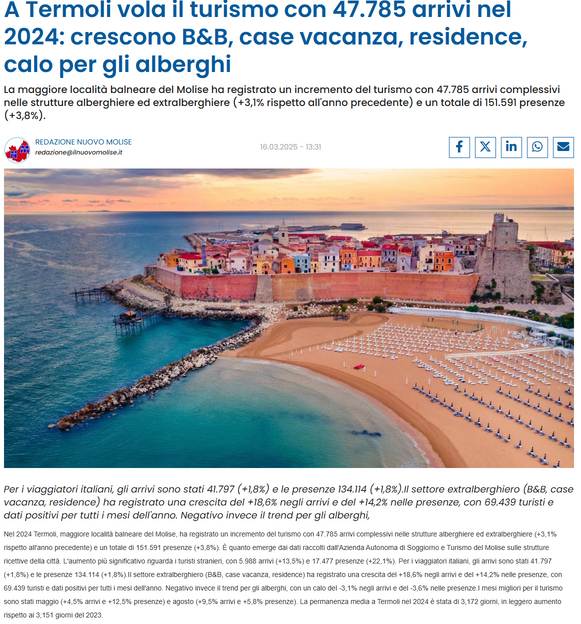 A Termoli vola il turismo con 47.785 arrivi nel
2024: crescono B&B, case vacanza, residence,
calo per gli alberghi
La maggiore località balneare del Molise ha registrato un incremento del turismo con 47.785 arrivi complessivi
nelle strutture alberghiere ed extralberghiere (+3,1% rispetto all'anno precedente) e un totale di 151.591 presenze
(+3,8%).
REDAZIONE NUOVO MOLISE
redazione@ilnuovomolise.it
16.03.2025 - 13:31
Per i viaggiatori italiani, gli arrivi sono stati 41.797 (+1,8%) e le presenze 134.114 (+1,8%).Il settore extralberghiero (B&B, case
vacanza, residence) ha registrato una crescita del +18,6% negli arrivi e del +14,2% nelle presenze, con 69.439 turisti e
dati positivi per tutti i mesi dell'anno. Negativo invece il trend per gli alberghi,
Nel 2024 Termoli, maggiore località balneare del Molise, ha registrato un incremento del turismo con 47.785 arrivi complessivi nelle strutture alberghiere ed extralberghiere (+3,1%
rispetto all'anno precedente) e un totale di 151.591 presenze (+3,8%). È quanto emerge dai dati raccolti dall'Azienda Autonoma di Soggiorno e Turismo del Molise sulle strutture
ricettive della città. L'aumento più significativo riguarda i turisti stranieri, con 5.988 arrivi (+13,5%) e 17.477 presenze (+22,1%). Per i viaggiatori italiani, gli arrivi sono stati 41.797
(+1,8%) e le presenze 134.114 (+1,8%).Il settore extralberghiero (B&B, case vacanza, residence) ha registrato una crescita del +18,6% negli arrivi e del +14,2% nelle presenze, con
69.439 turisti e dati positivi per tutti i mesi dell'anno. Negativo invece il trend per gli alberghi, con un calo del -3,1% negli arrivi e del -3,6% nelle presenze.I mesi migliori per il turismo
sono stati maggio (+4,5% arrivi e +12,5% presenze) e agosto (+9,5% arrivi e +5,8% presenze). La permanenza media a Termoli nel 2024 è stata di 3,172 giorni, in leggero aumento
rispetto ai 3,151 giorni del 2023.